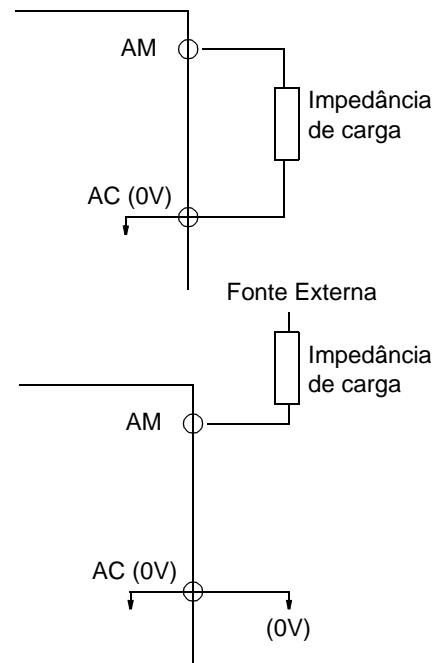 AM
Impedância
de carga
AC (0V)
Fonte Externa
Impedância
de carga
AM
AC (0V)
(0V)